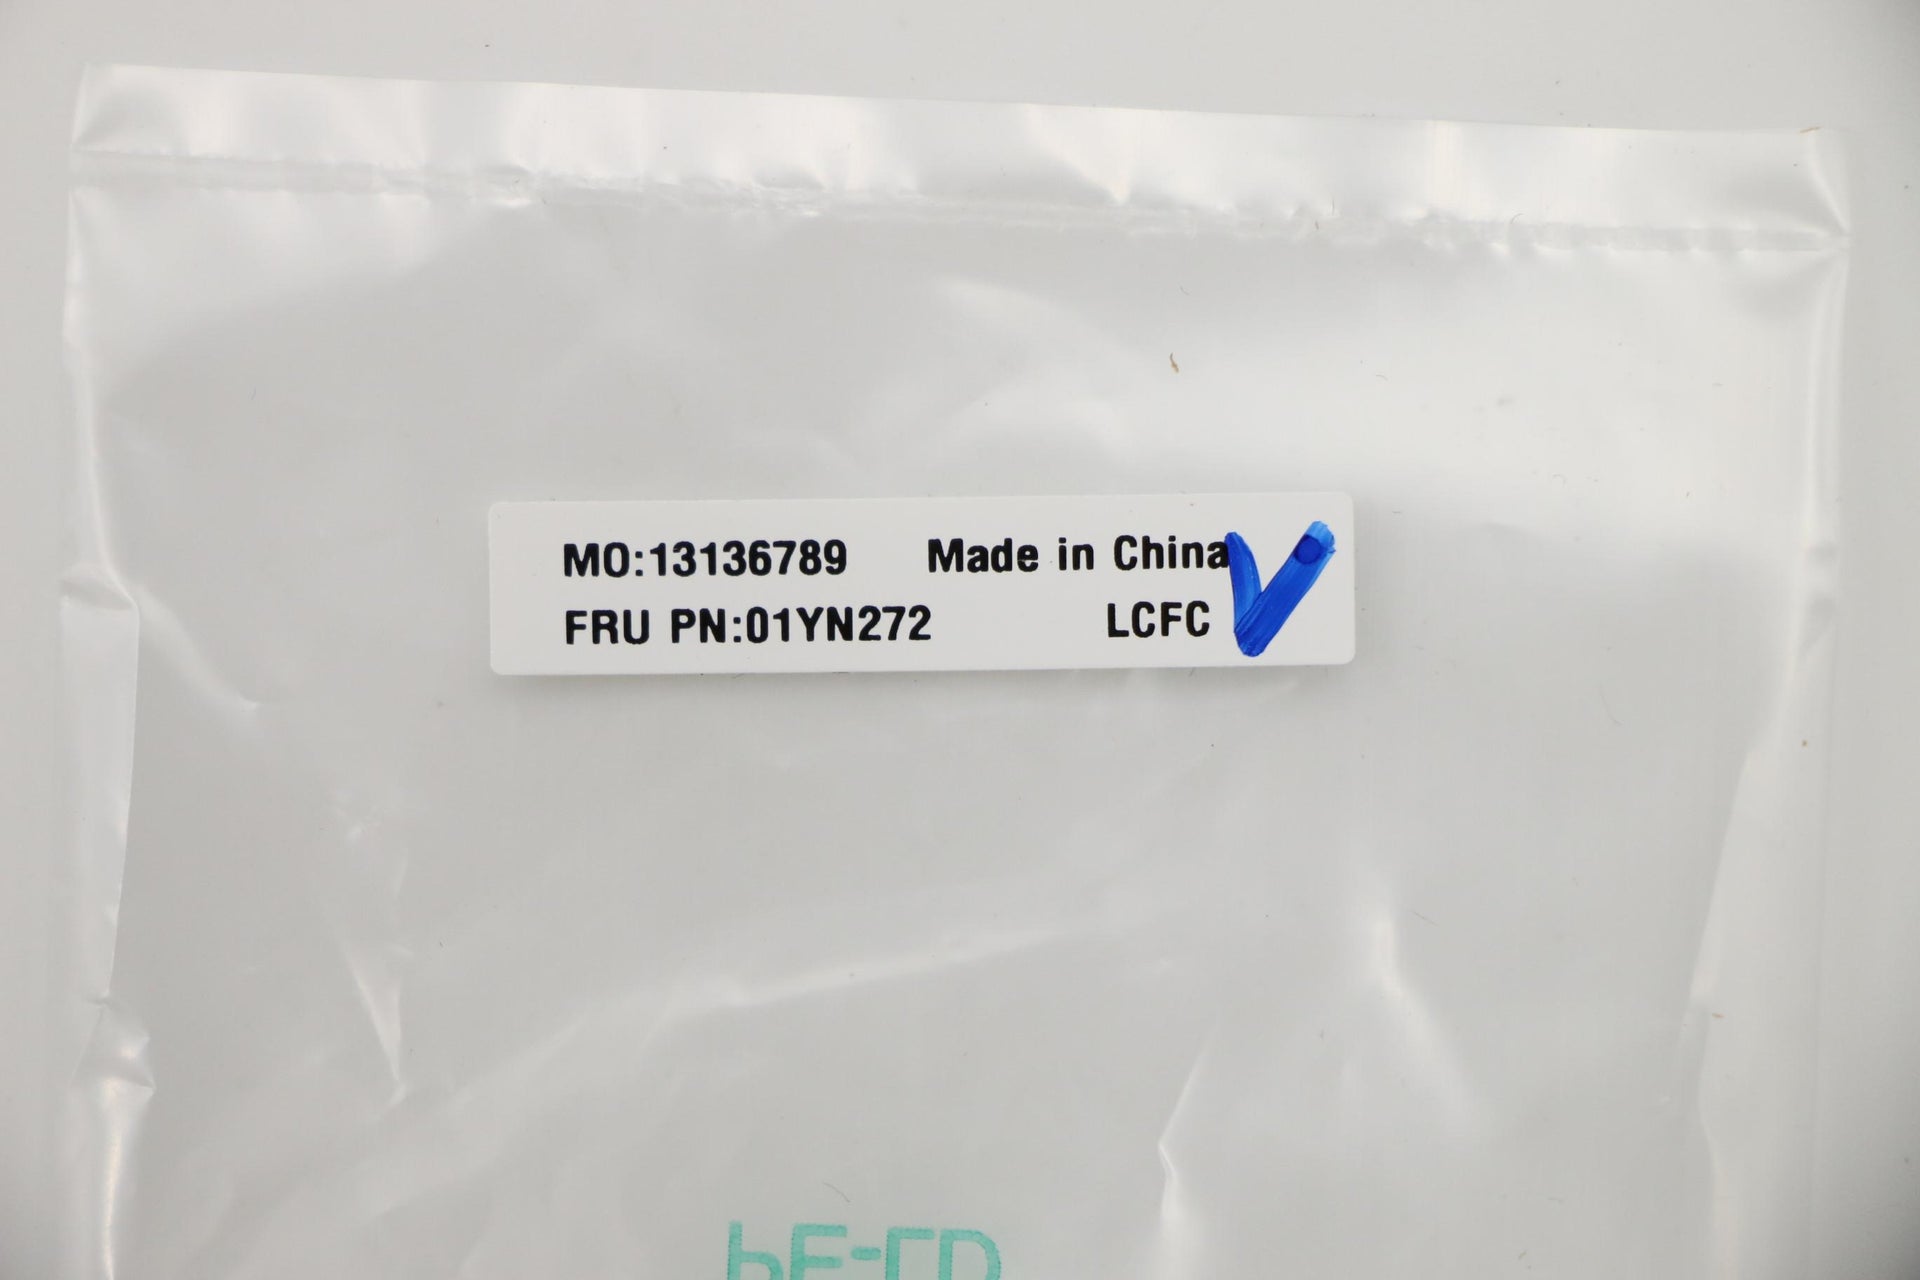 MO:13136789 Made in China
FRU PN:01YN272 LCFC